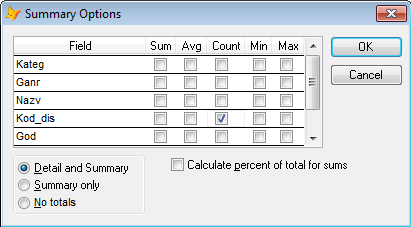 Summary Options
Field Sum Avg Count Min Max
Kateg
Ganr
Nazv
Kod_dis
God
OK
Cancel
Detail and Summary
Summary only
No totals
Calculate percent of total for sums